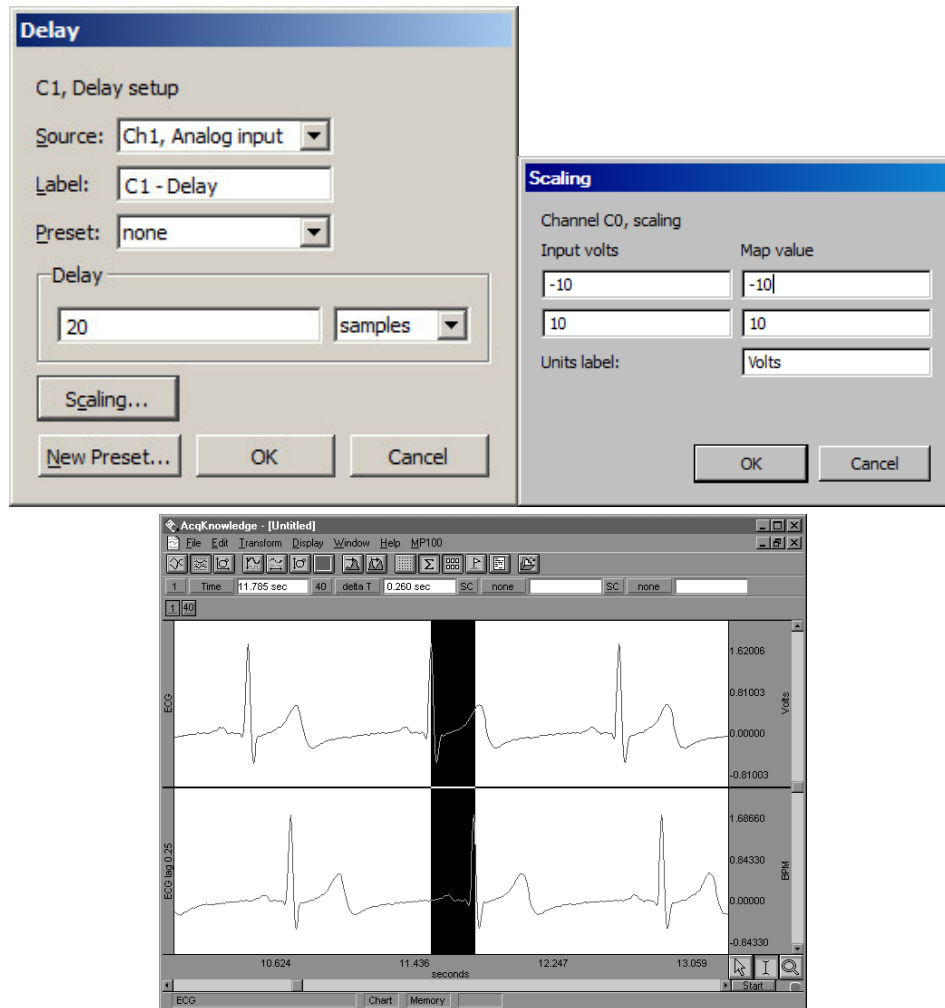 Delay
C1, Delay setup
Source: Ch1, Analog input
Label: C1 - Delay
Preset: none
Delay
20 samples
Scaling...
New Preset... OK Cancel
Scaling
Channel C0, scaling
Input volts Map value
-10 -10
10 10
Units label: Volts
OK Cancel
AcqKnowledge - [Untitled]
File Edit Transform Display Window Help MP100
1 Time 11.785 sec 40 delta T 0.260 sec SC none SC none
1 40
ECG
1.62006
0.81003
0.00000
-0.81003
Volts
ECG lag 0.25
1.68660
0.84330
0.00000
-0.84330
BPM
10.624 11.436 12.247 13.059
seconds
Start
ECG Chart Memory